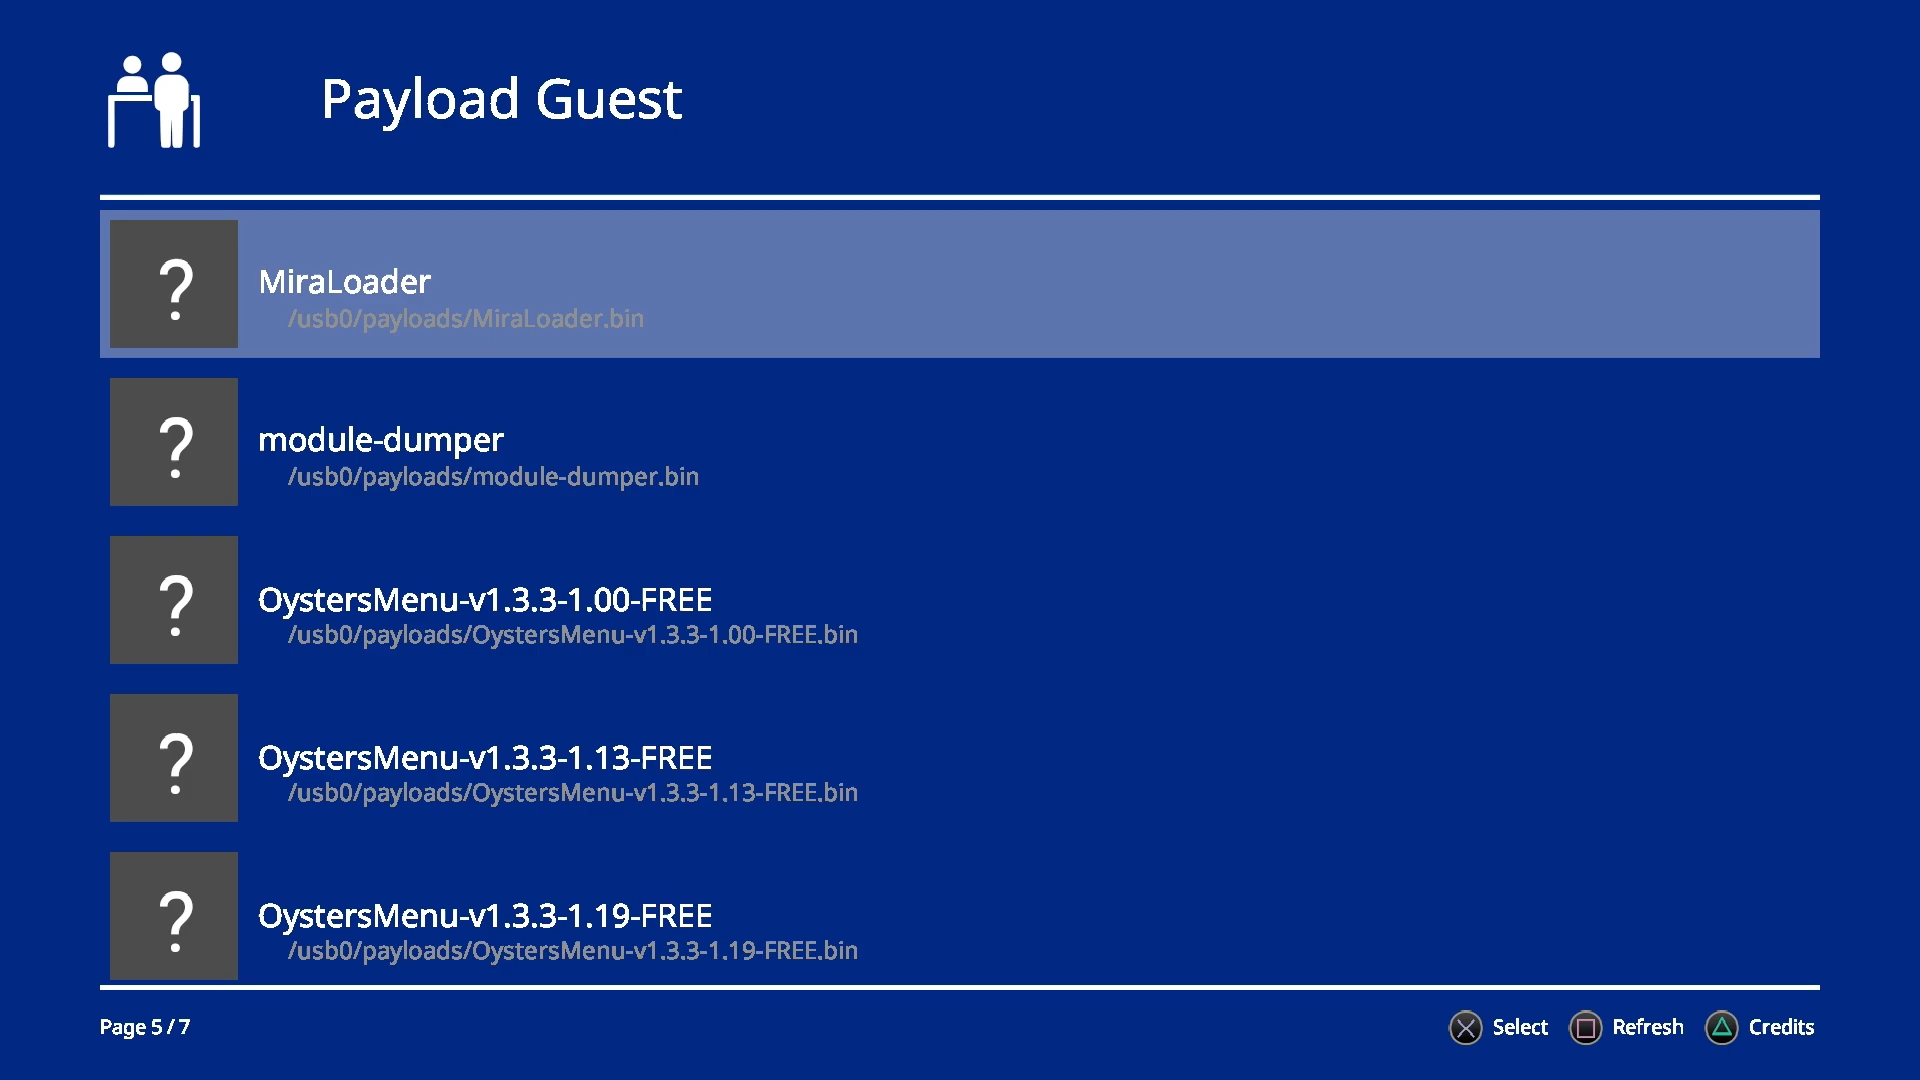 Payload Guest
?
MiraLoader
/usb0/payloads/MiraLoader.bin
?
module-dumper
/usb0/payloads/module-dumper.bin
?
OystersMenu-v1.3.3-1.00-FREE
/usb0/payloads/OystersMenu-v1.3.3-1.00-FREE.bin
?
OystersMenu-v1.3.3-1.13-FREE
/usb0/payloads/OystersMenu-v1.3.3-1.13-FREE.bin
?
OystersMenu-v1.3.3-1.19-FREE
/usb0/payloads/OystersMenu-v1.3.3-1.19-FREE.bin
Page 5 / 7
Select Refresh Credits